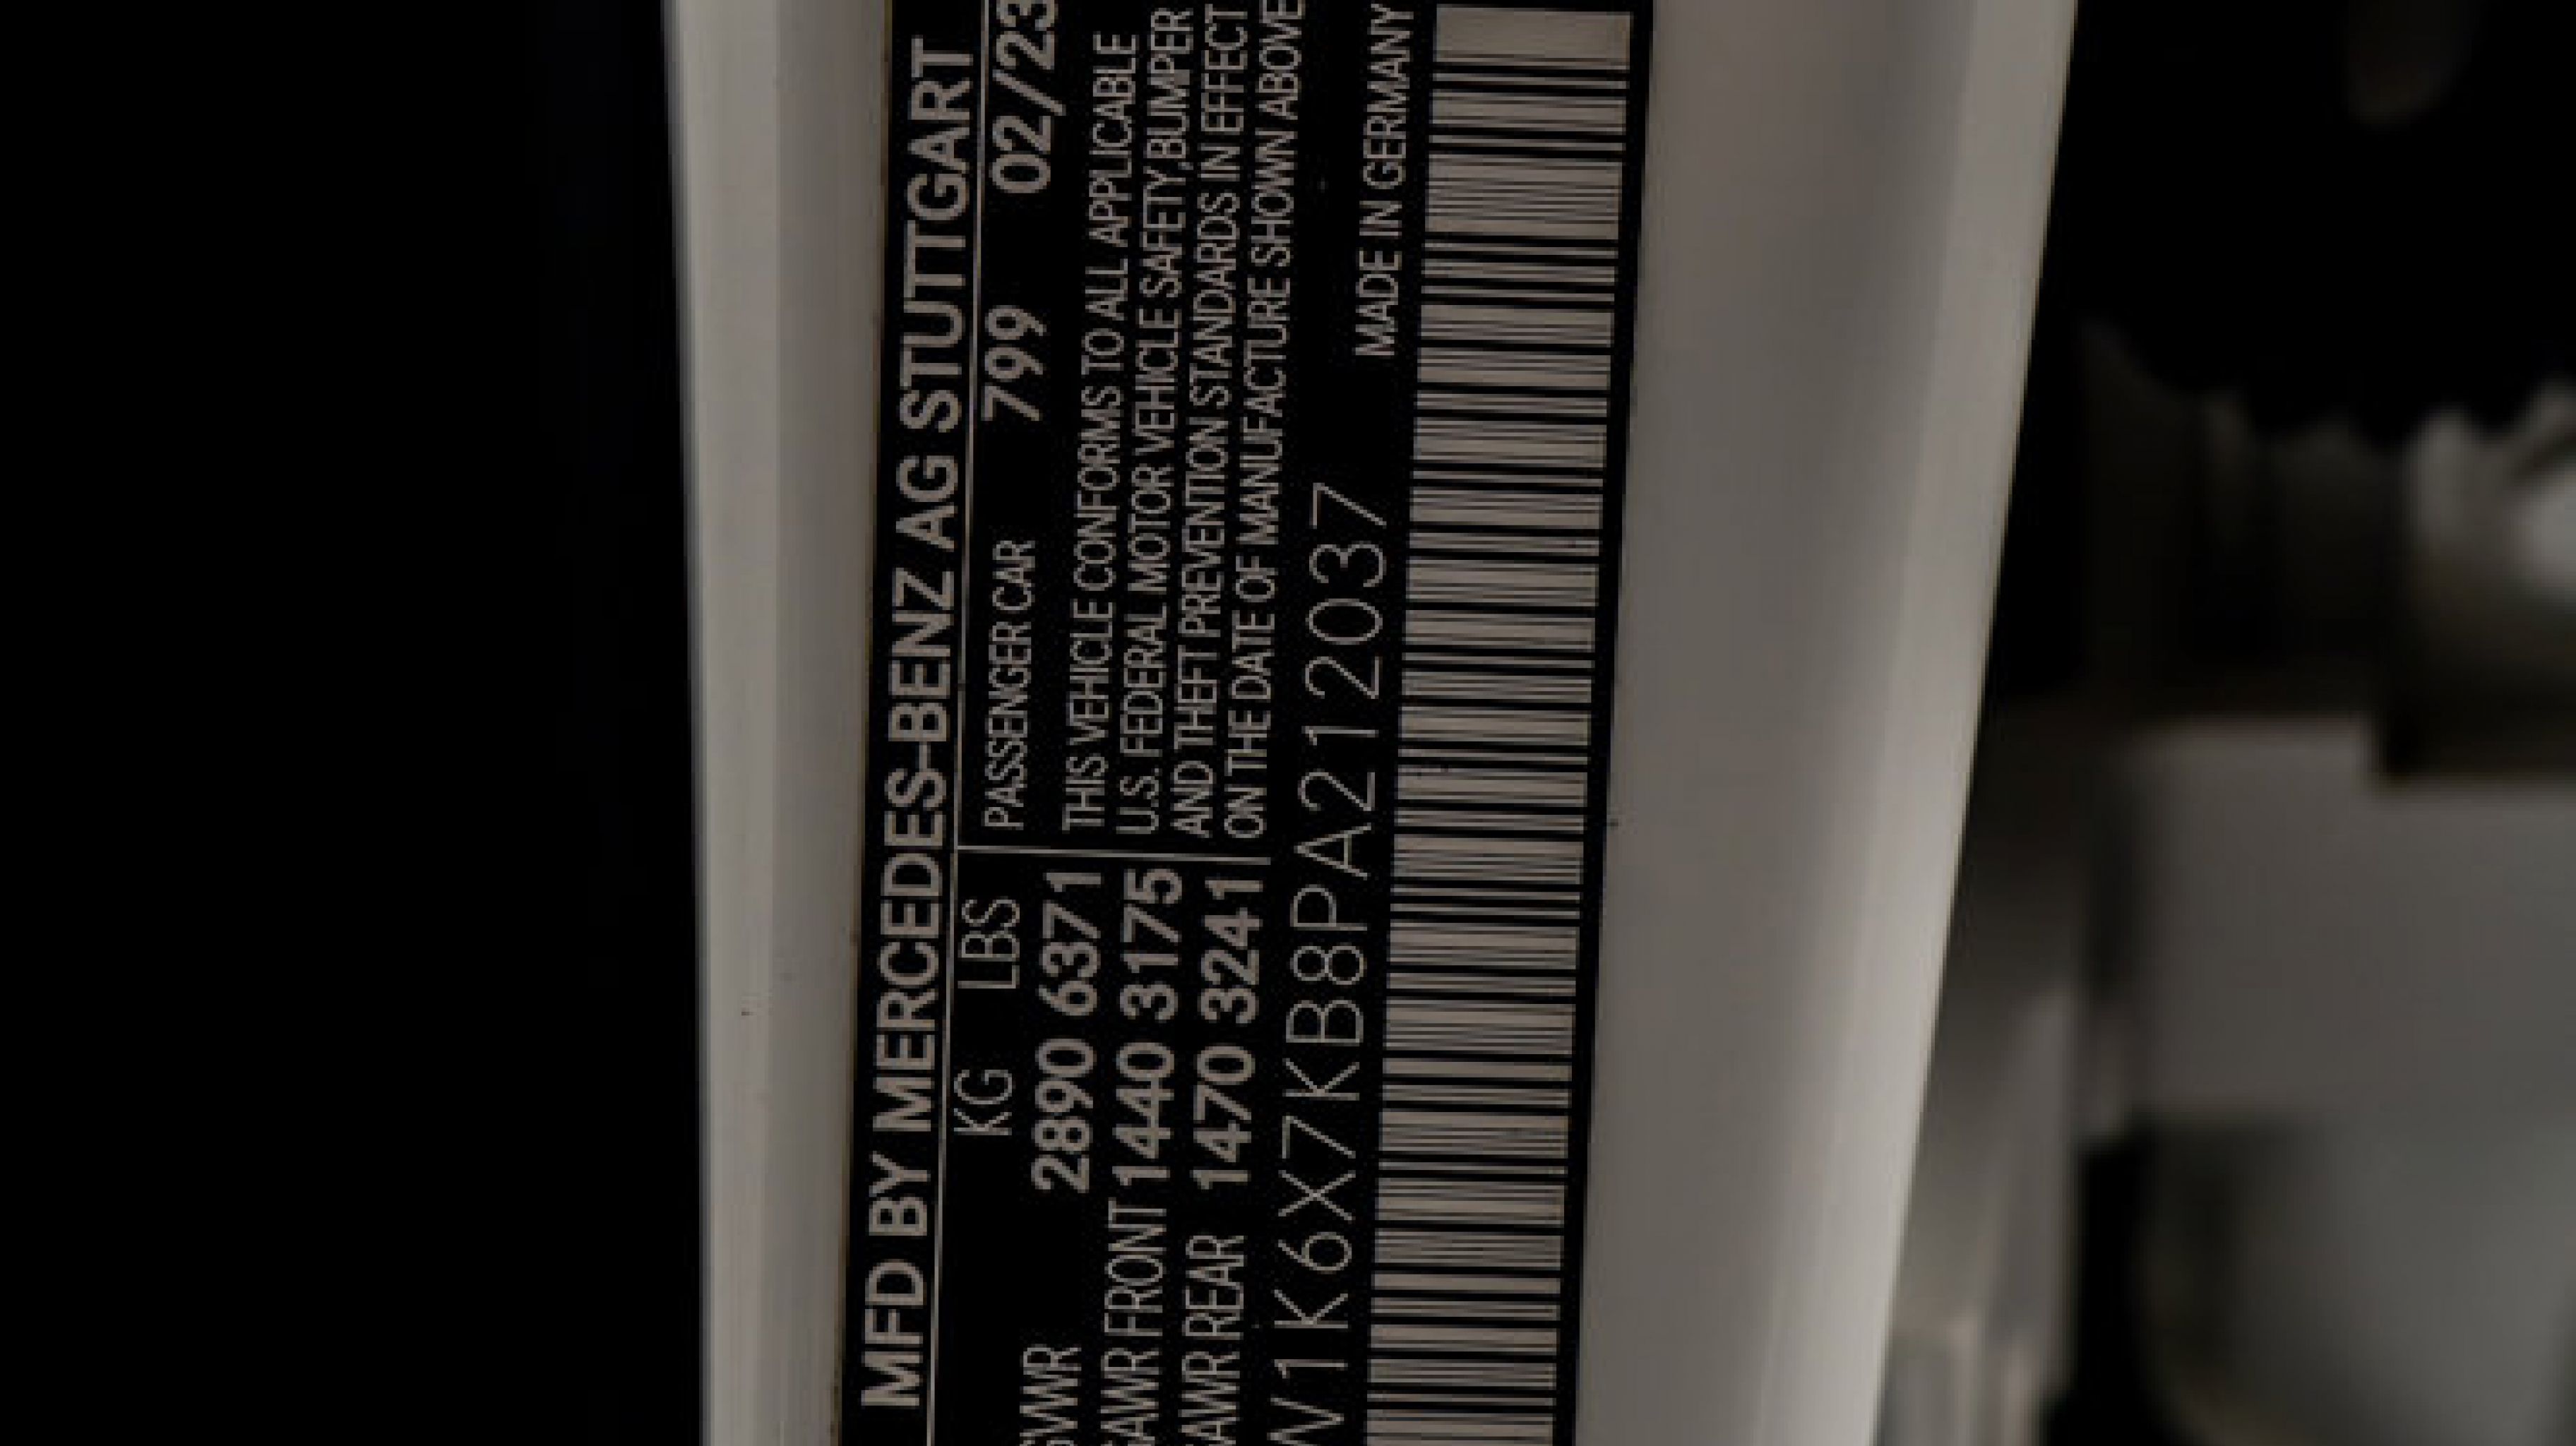 MFD BY MERCEDES-BENZ AG STUTTGART
KG LBS
GVWR 2890 6371
GAWR FRONT 1440 3175
GAWR REAR 1470 3241
PASSENGER CAR 799 02/23
THIS VEHICLE CONFORMS TO ALL APPLICABLE
U.S. FEDERAL MOTOR VEHICLE SAFETY,BUMPER
AND THEFT PREVENTION STANDARDS IN EFFECT
ON THE DATE OF MANUFACTURE SHOWN ABOVE
W1K6X7KB8PA212037
MADE IN GERMANY